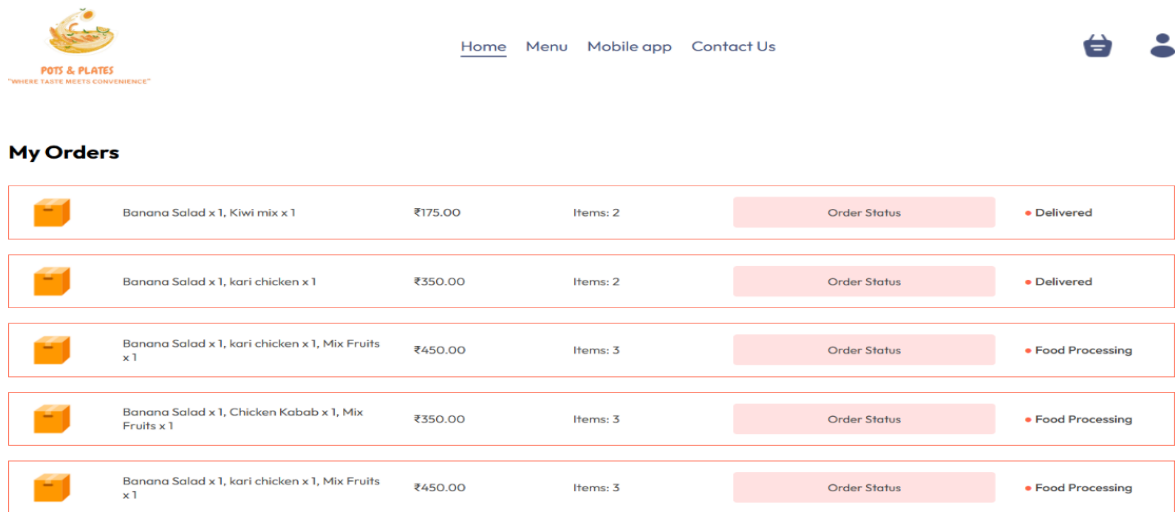 POTS & PLATES
"WHERE TASTE MEETS CONVENIENCE"
Home Menu Mobile app Contact Us
My Orders
Banana Salad x 1, Kiwi mix x 1 ₹175.00 Items: 2 Order Status • Delivered
Banana Salad x 1, kari chicken x 1 ₹350.00 Items: 2 Order Status • Delivered
Banana Salad x 1, kari chicken x 1, Mix Fruits
x 1 ₹450.00 Items: 3 Order Status • Food Processing
Banana Salad x 1, Chicken Kabab x 1, Mix
Fruits x 1 ₹350.00 Items: 3 Order Status • Food Processing
Banana Salad x 1, kari chicken x 1, Mix Fruits
x 1 ₹450.00 Items: 3 Order Status • Food Processing